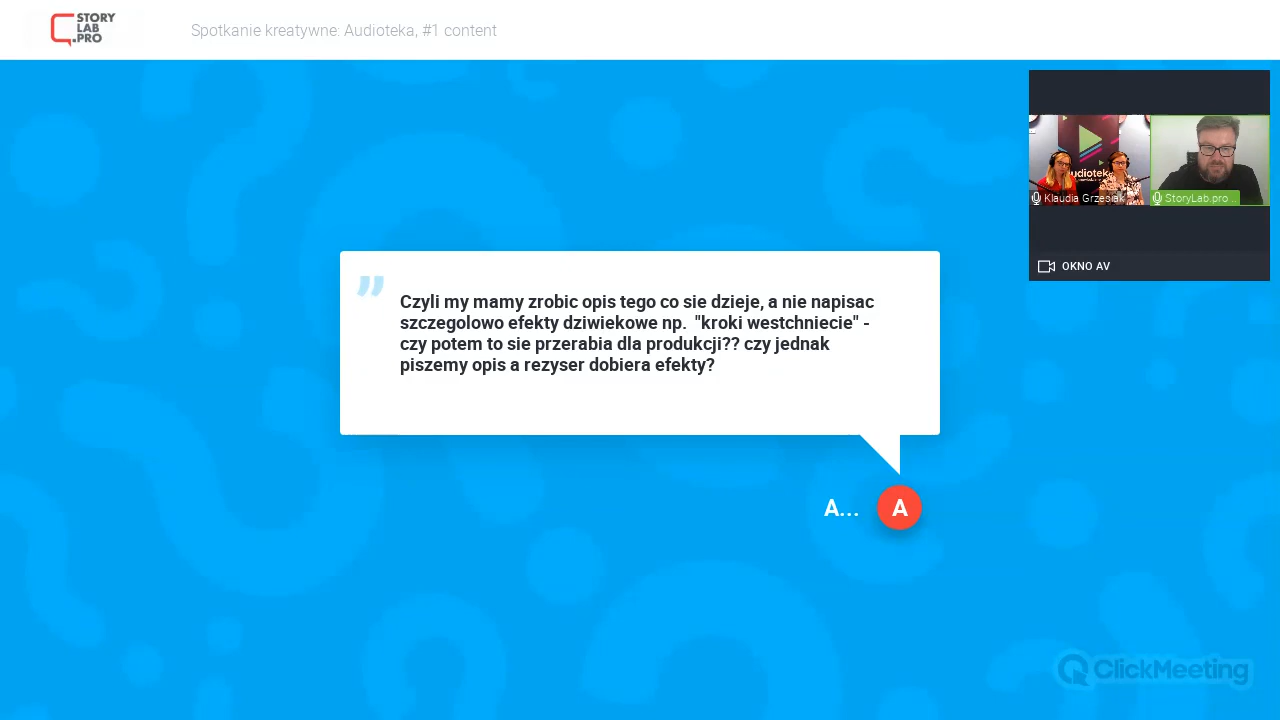 STORY
LAB
.PRO
Spotkanie kreatywne: Audioteka, #1 content
audioteka
Klaudia Grzesiak
StoryLab.pro ...
OKNO AV
”
Czyli my mamy zrobic opis tego co sie dzieje, a nie napisac
szczegolowo efekty dziwiekowe np.  "kroki westchniecie" -
czy potem to sie przerabia dla produkcji?? czy jednak
piszemy opis a rezyser dobiera efekty?
A... A
ClickMeeting